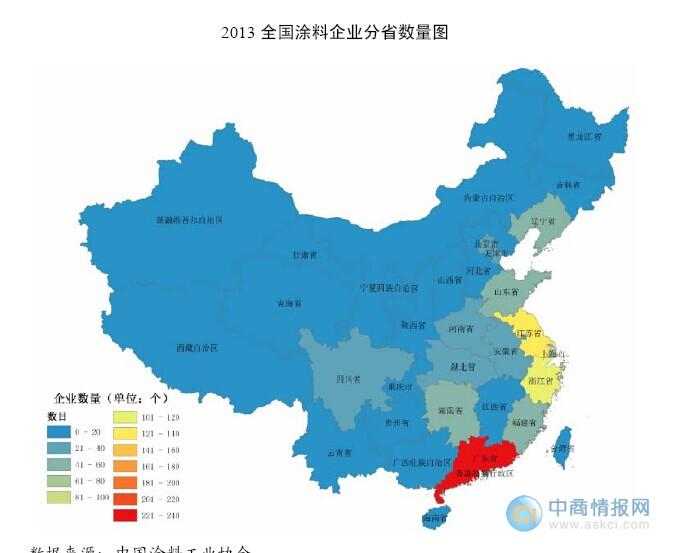 2013 全国涂料企业分省数量图
黑龙江省
吉林省
内蒙古自治区
辽宁省
新疆维吾尔自治区
北京市
天津市
甘肃省
河北省
宁夏回族自治区
山西省
山东省
青海省
陕西省
河南省
江苏省
西藏自治区
安徽省
上海市
四川省
湖北省
浙江省
重庆市
企业数量（单位：个）
数目
0 - 20
21 - 40
41 - 60
61 - 80
81 - 100
101 - 120
121 - 140
141 - 160
161 - 180
181 - 200
201 - 220
221 - 240
湖南省
江西省
贵州省
福建省
云南省
广西壮族自治区
广东省
台湾省
香港特别行政区
海南省
中商情报网
www.askci.com
数据来源：中国涂料工业协会